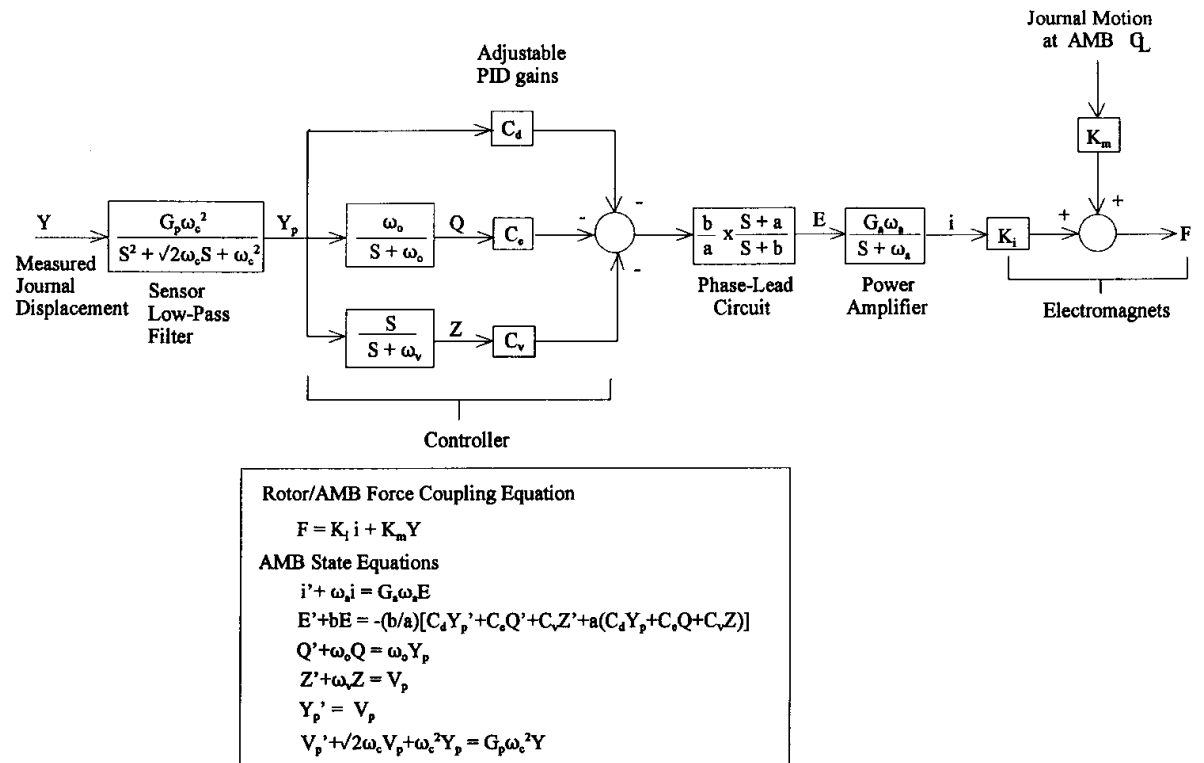 Journal Motion
at AMB ℄
Adjustable
PID gains
C_d
K_m
Y
G_pω_c²
S² + √2ω_cS + ω_c²
Y_p
ω_o
S + ω_o
Q
C_e
-
-
-
b
a
x
S + a
S + b
E
G_aω_a
S + ω_a
i
K_i
+
+
F
Measured
Journal
Displacement
Sensor
Low-Pass
Filter
S
S + ω_v
Z
C_v
Phase-Lead
Circuit
Power
Amplifier
Electromagnets
Controller
Rotor/AMB Force Coupling Equation
F = K_i i + K_mY
AMB State Equations
i'+ ω_ai = G_aω_aE
E'+bE = -(b/a)[C_dY_p'+C_eQ'+C_vZ'+a(C_dY_p+C_eQ+C_vZ)]
Q'+ω_oQ = ω_oY_p
Z'+ω_vZ = V_p
Y_p' = V_p
V_p'+√2ω_cV_p+ω_c²Y_p = G_pω_c²Y